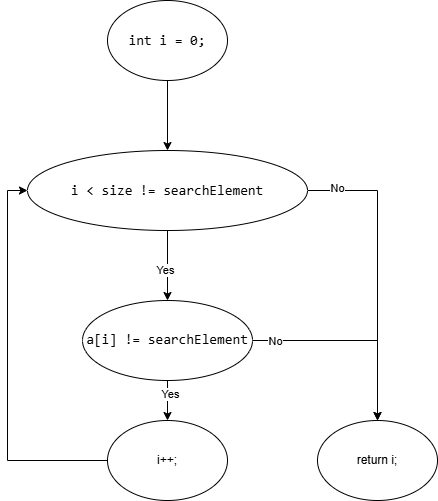 int i = 0;
i < size != searchElement
No
Yes
a[i] != searchElement
No
Yes
i++;
return i;